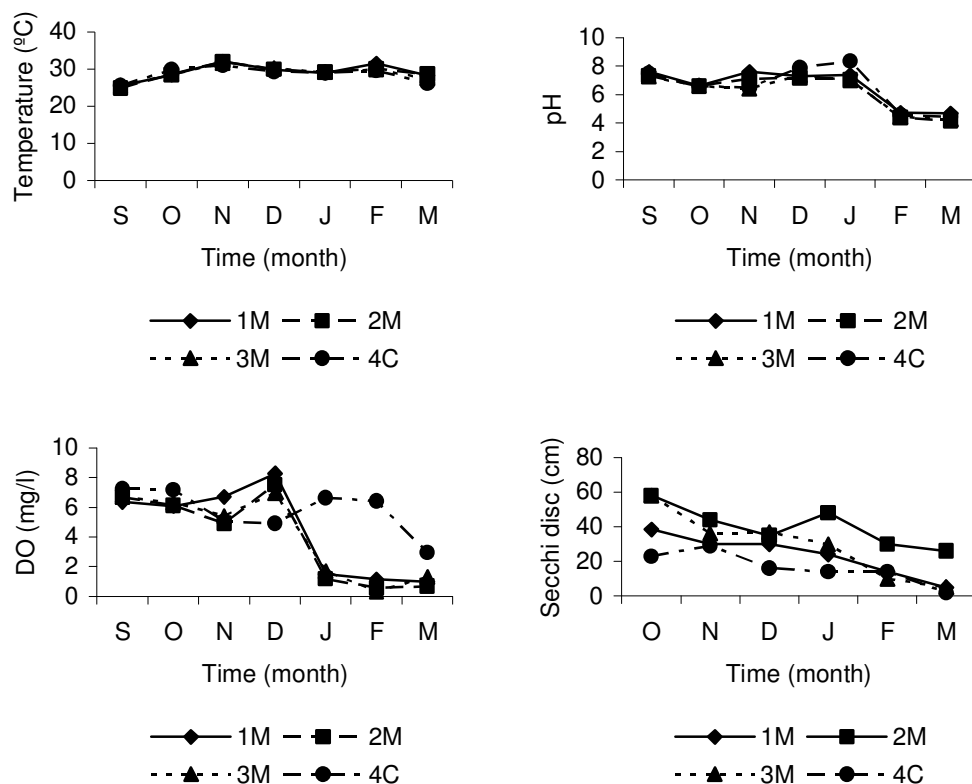 Temperature (ºC)
40
30
20
10
0
S O N D J F M
Time (month)
1M 2M
3M 4C
pH
10
8
6
4
2
0
S O N D J F M
Time (month)
1M 2M
3M 4C
DO (mg/l)
10
8
6
4
2
0
S O N D J F M
Time (month)
1M 2M
3M 4C
Secchi disc (cm)
80
60
40
20
0
O N D J F M
Time (month)
1M 2M
3M 4C